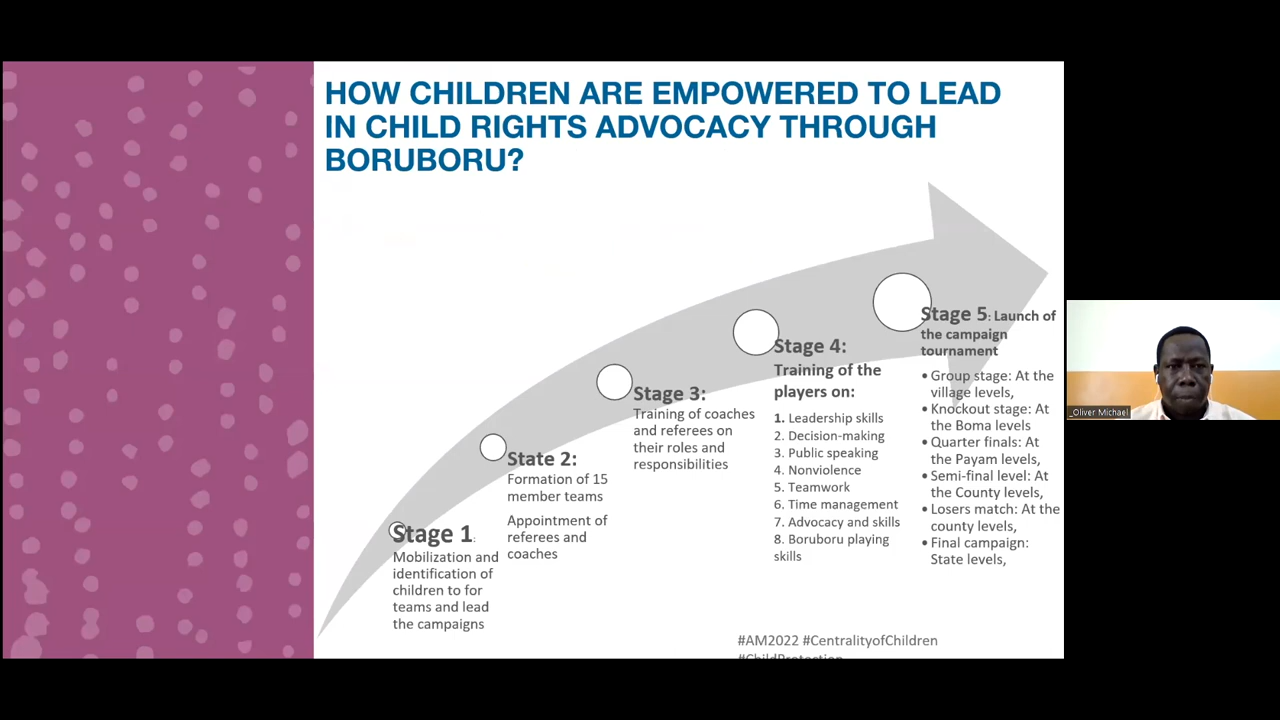 HOW CHILDREN ARE EMPOWERED TO LEAD
IN CHILD RIGHTS ADVOCACY THROUGH
BORUBORU?
Stage 1:
Mobilization and
identification of
children to for
teams and lead
the campaigns
State 2:
Formation of 15
member teams
Appointment of
referees and
coaches
Stage 3:
Training of coaches
and referees on
their roles and
responsibilities
Stage 4:
Training of the
players on:
1. Leadership skills
2. Decision-making
3. Public speaking
4. Nonviolence
5. Teamwork
6. Time management
7. Advocacy and skills
8. Boruboru playing
skills
Stage 5: Launch of
the campaign
tournament
• Group stage: At the
village levels,
• Knockout stage: At
the Boma levels
• Quarter finals: At
the Payam levels,
• Semi-final level: At
the County levels,
• Losers match: At the
county levels,
• Final campaign:
State levels,
#AM2022 #CentralityofChildren
#ChildProtection
_Oliver Michael